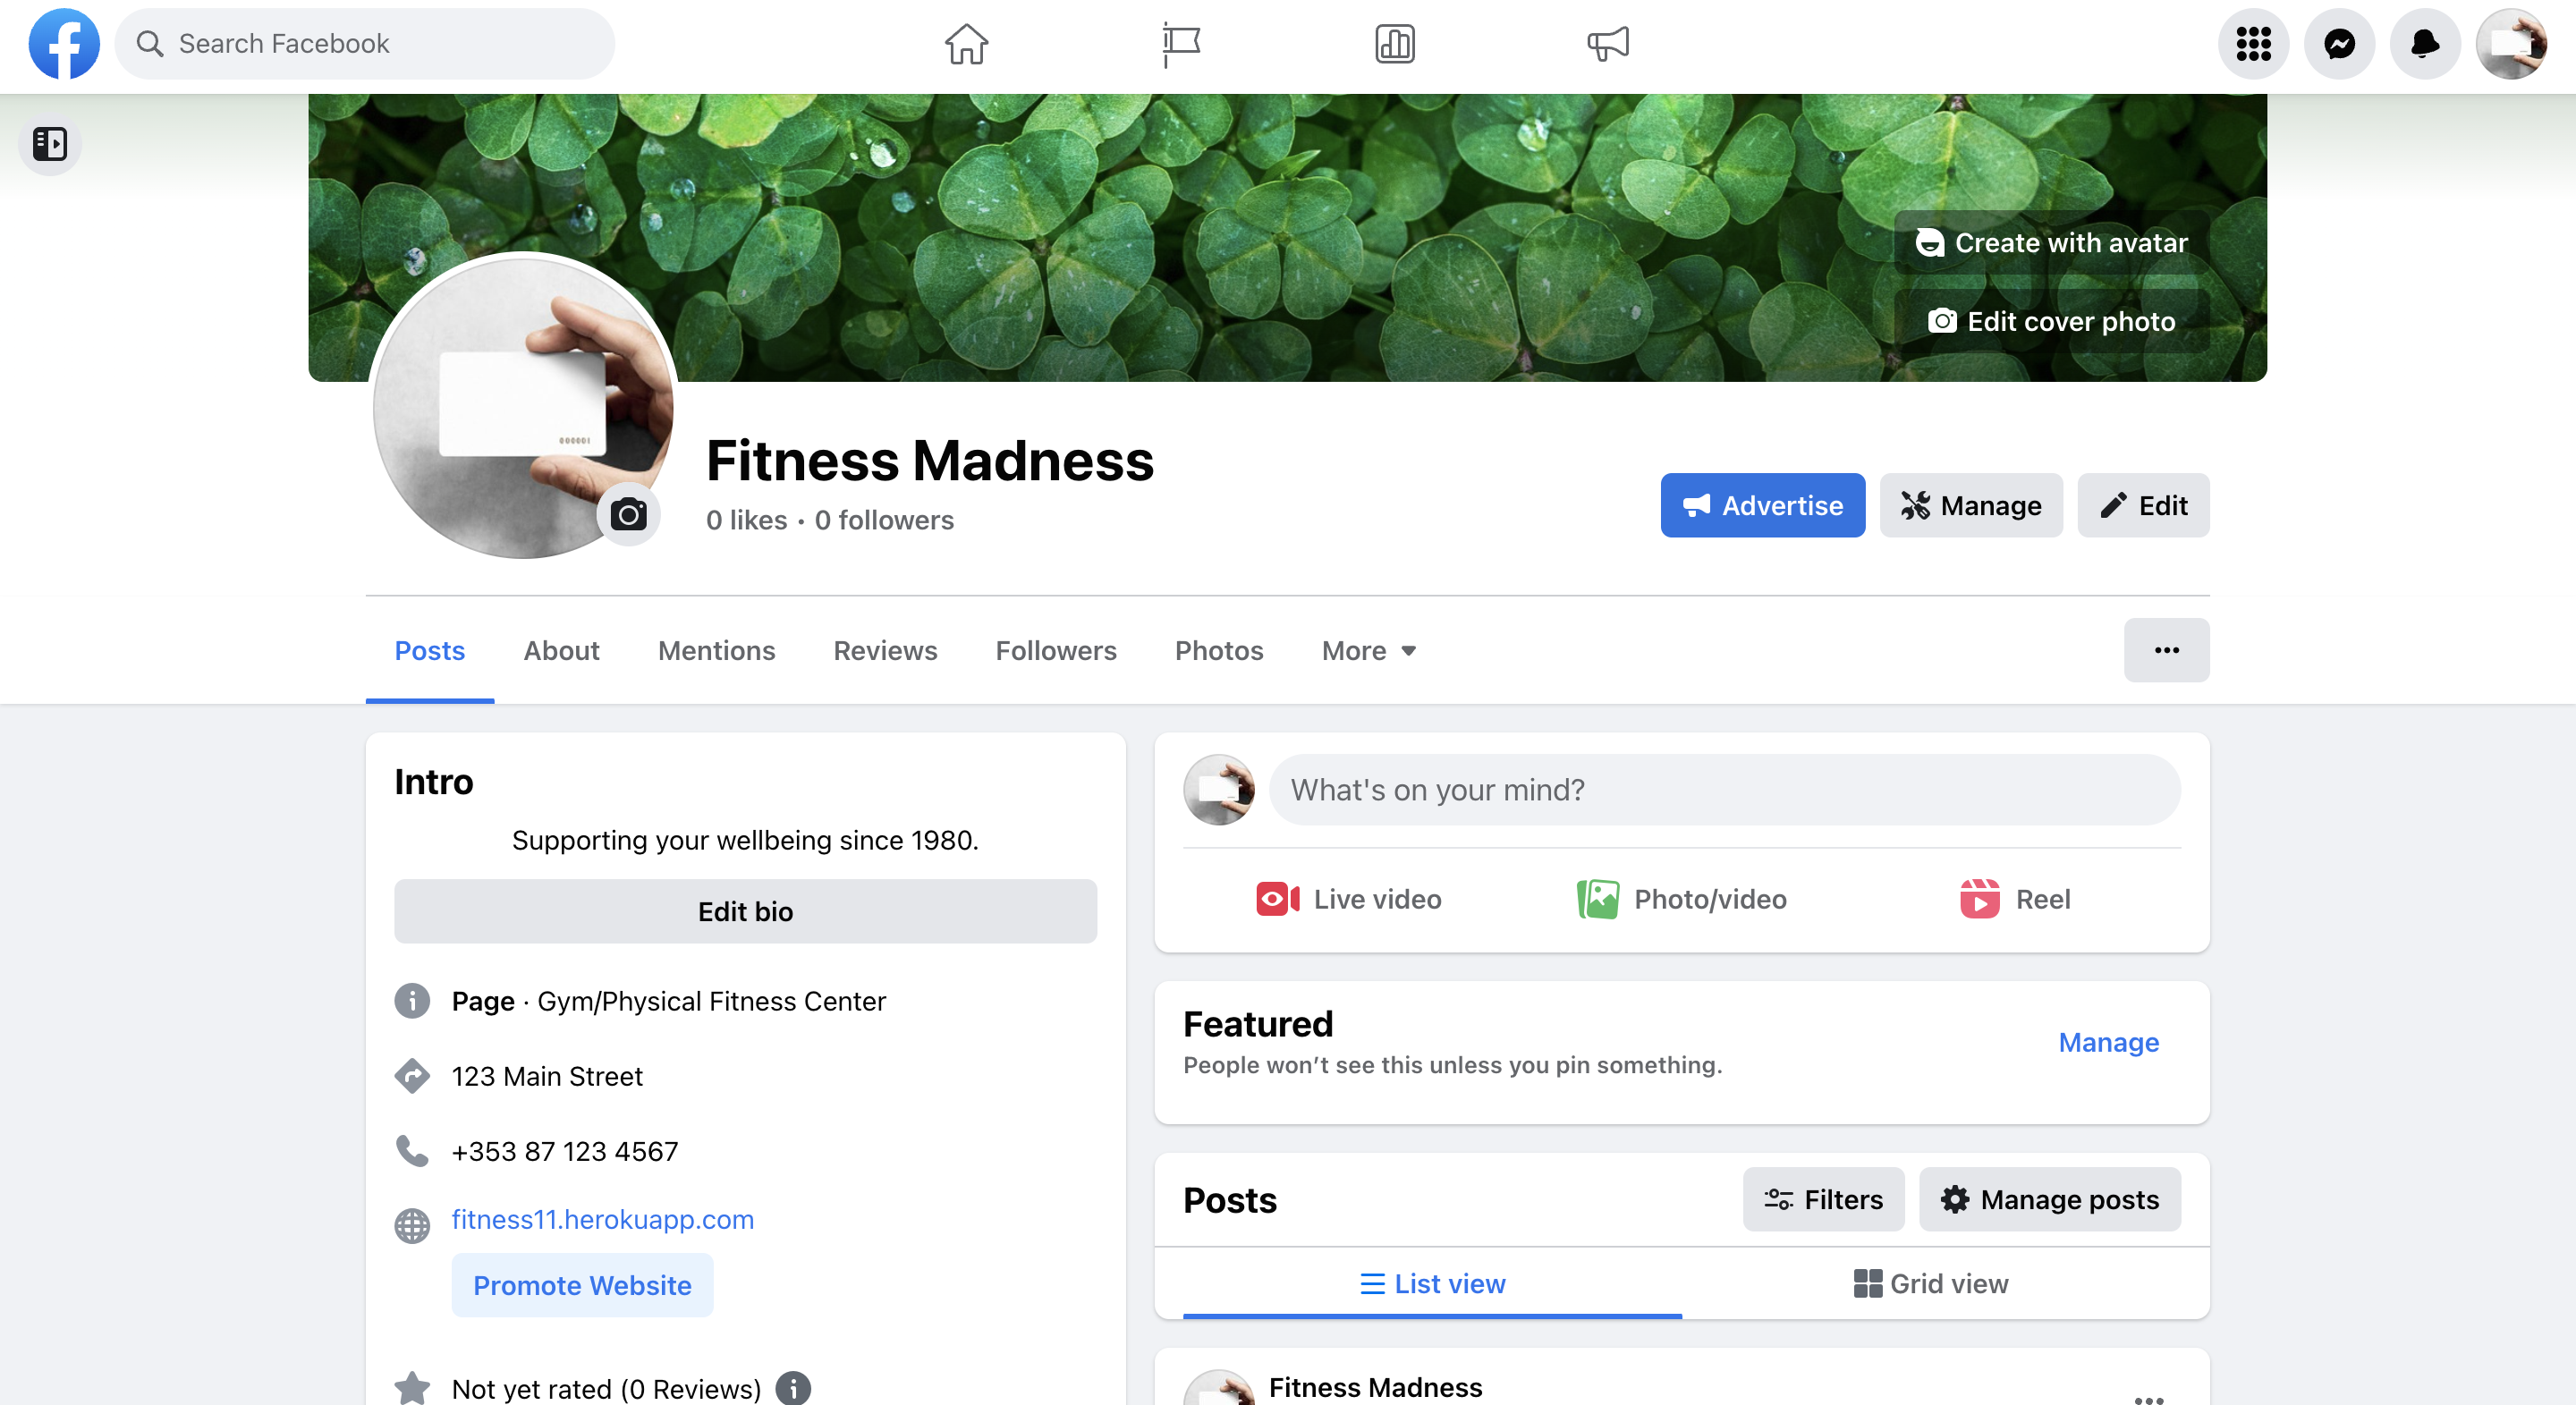 Search Facebook
Create with avatar
Edit cover photo
Fitness Madness
0 likes • 0 followers
Advertise
Manage
Edit
Posts
About
Mentions
Reviews
Followers
Photos
More
Intro
Supporting your wellbeing since 1980.
Edit bio
Page · Gym/Physical Fitness Center
123 Main Street
+353 87 123 4567
fitness11.herokuapp.com
Promote Website
Not yet rated (0 Reviews)
What's on your mind?
Live video
Photo/video
Reel
Featured
People won’t see this unless you pin something.
Manage
Posts
Filters
Manage posts
List view
Grid view
Fitness Madness